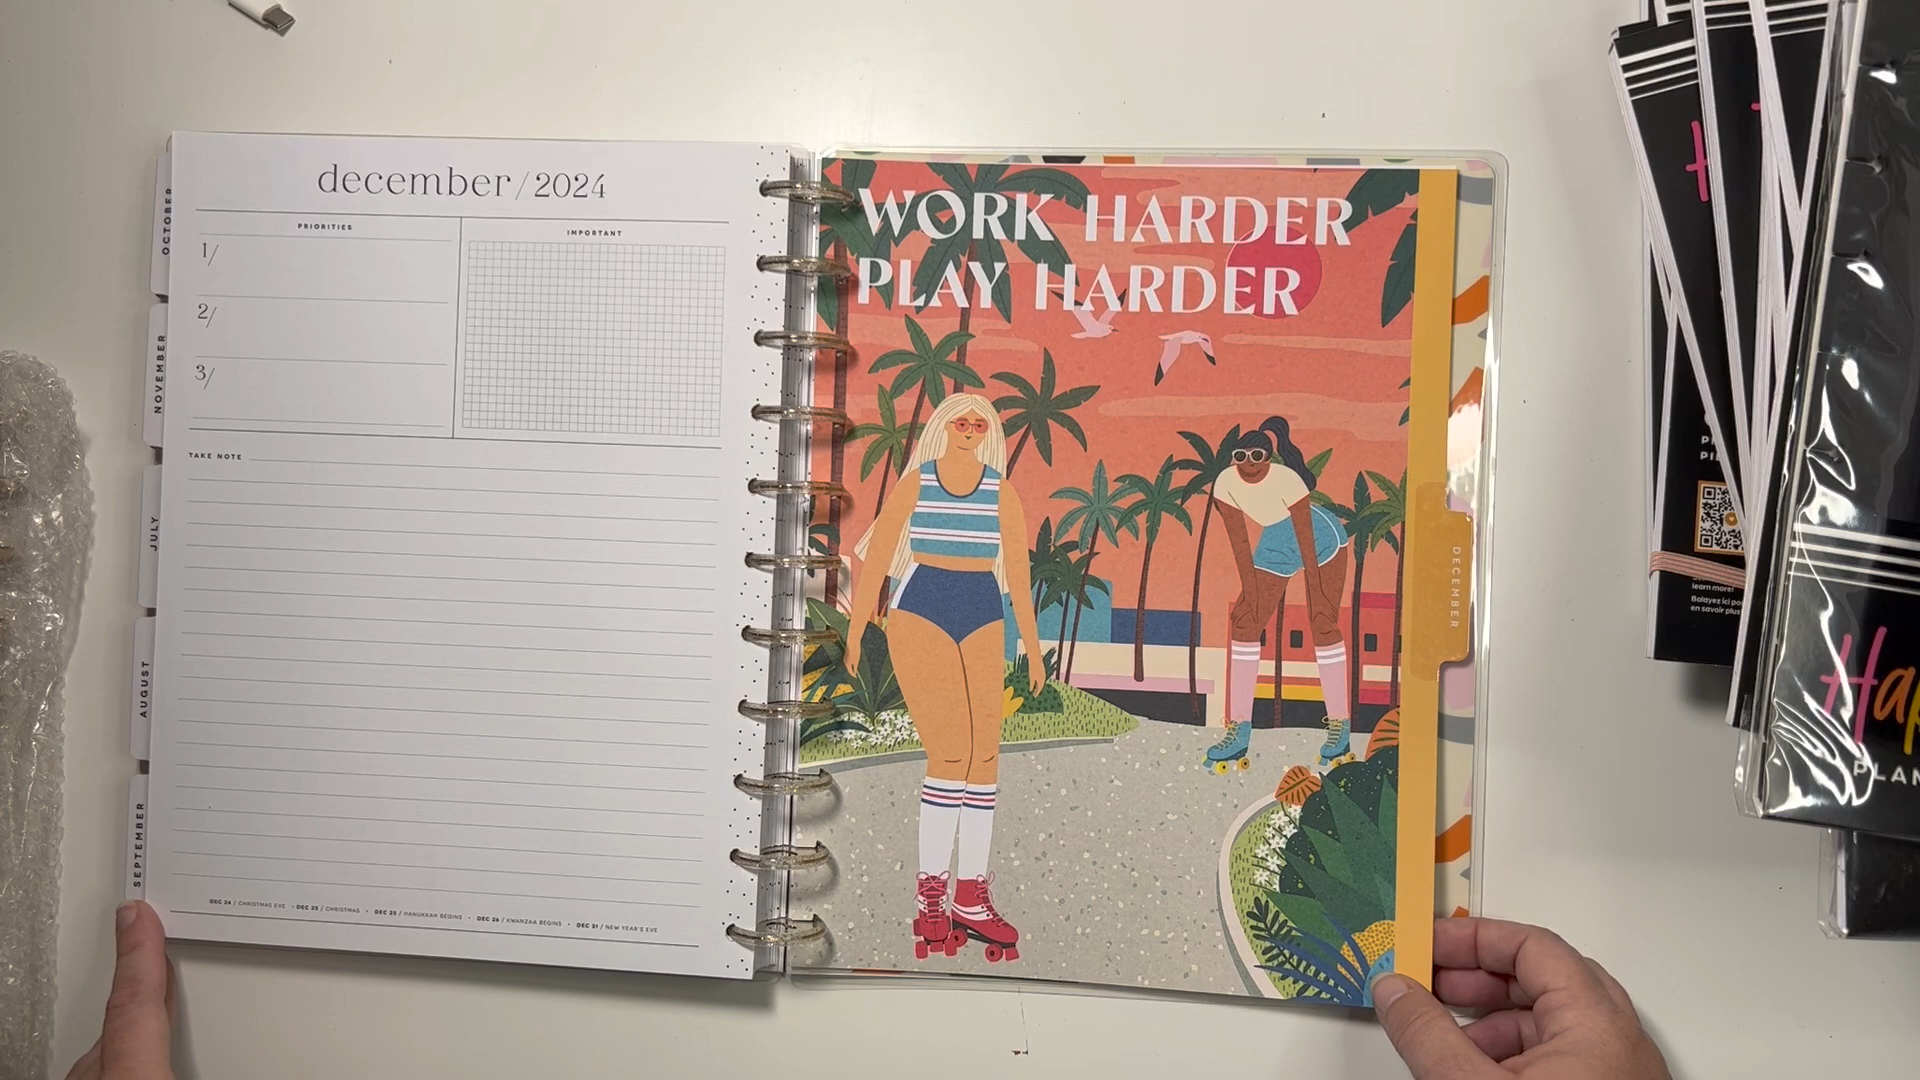 december/2024
PRIORITIES
IMPORTANT
1/
2/
3/
TAKE NOTE
DEC 24 / CHRISTMAS EVE • DEC 25 / CHRISTMAS • DEC 25 / HANUKKAH BEGINS • DEC 26 / KWANZAA BEGINS • DEC 31 / NEW YEAR'S EVE
OCTOBER
NOVEMBER
JULY
AUGUST
SEPTEMBER
WORK HARDER
PLAY HARDER
DECEMBER
learn more!
Balayez ici po
en savoir plus
Hap
PLAN